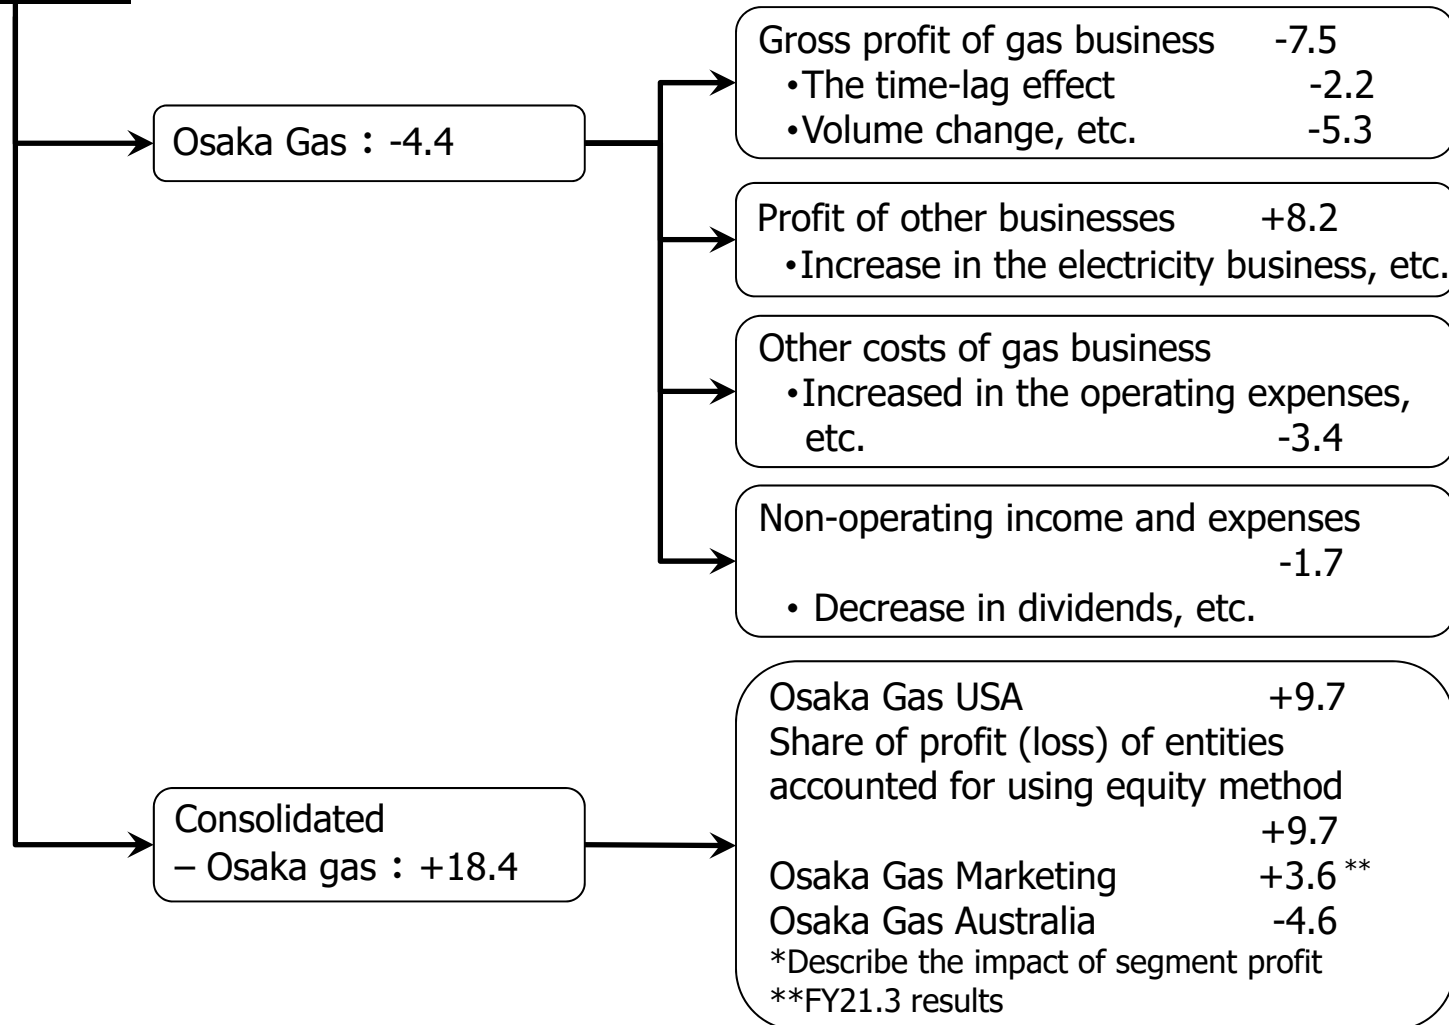 Gross profit of gas business -7.5
•The time-lag effect -2.2
•Volume change, etc. -5.3
Osaka Gas : -4.4
Profit of other businesses +8.2
•Increase in the electricity business, etc.
Other costs of gas business
•Increased in the operating expenses,
etc. -3.4
Non-operating income and expenses
-1.7
• Decrease in dividends, etc.
Consolidated
– Osaka gas : +18.4
Osaka Gas USA +9.7
Share of profit (loss) of entities
accounted for using equity method
+9.7
Osaka Gas Marketing +3.6 **
Osaka Gas Australia -4.6
*Describe the impact of segment profit
**FY21.3 results